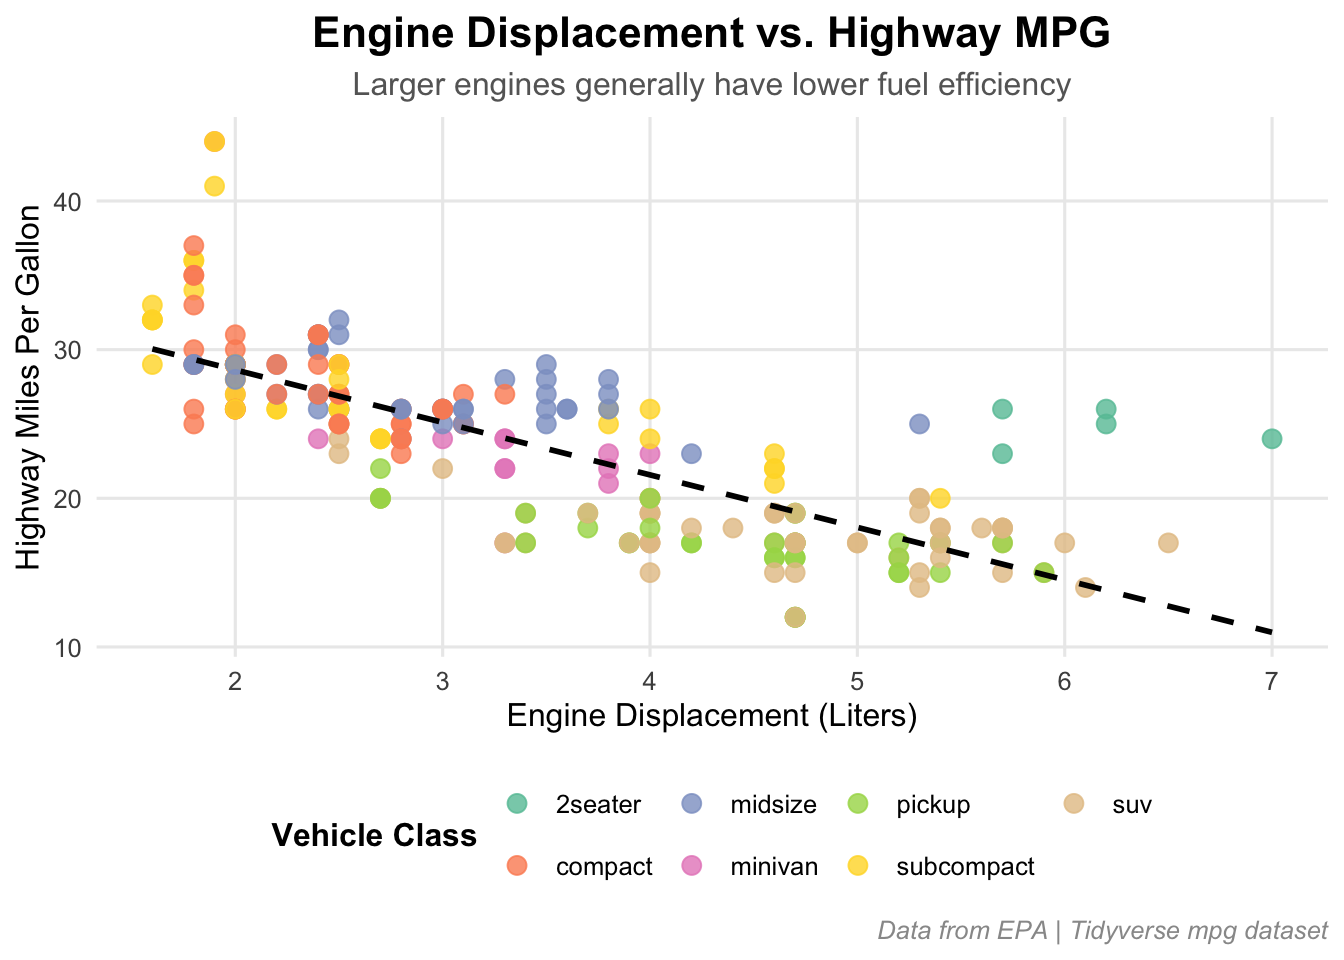 Engine Displacement vs. Highway MPG
Larger engines generally have lower fuel efficiency
Highway Miles Per Gallon
40
30
20
10
2 3 4 5 6 7
Engine Displacement (Liters)
Vehicle Class
2seater midsize pickup suv
compact minivan subcompact
Data from EPA | Tidyverse mpg dataset